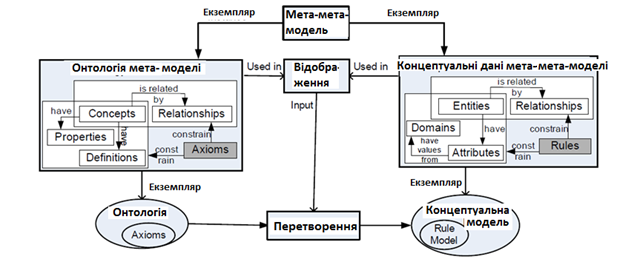 Екземпляр
Мета-мета-
модель
Екземпляр
Онтологія мета- моделі
Used in
Відобра-
ження
Used in
Концептуальні дані мета-мета-моделі
is related
by
have
Concepts
Relationships
have
constrain
Properties
Definitions
const
rain
Axioms
Input
is related
by
Entities
Relationships
Domains
have
constrain
have
values
from
Attributes
const
rain
Rules
Екземпляр
Екземпляр
Онтологія
Axioms
Перетворення
Концептуальна
модель
Rule
Model